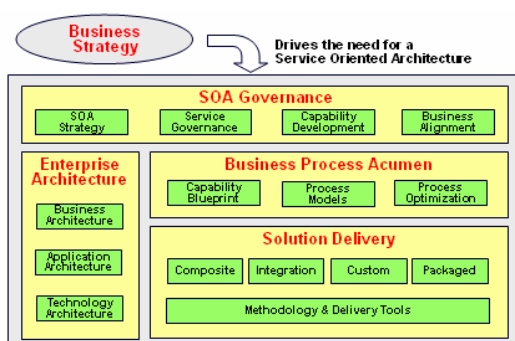 Business
Strategy
Drives the need for a
Service Oriented Architecture
SOA Governance
SOA
Strategy
Service
Governance
Capability
Development
Business
Alignment
Enterprise
Architecture
Business
Architecture
Application
Architecture
Technology
Architecture
Business Process Acumen
Capability
Blueprint
Process
Models
Process
Optimization
Solution Delivery
Composite
Integration
Custom
Packaged
Methodology & Delivery Tools